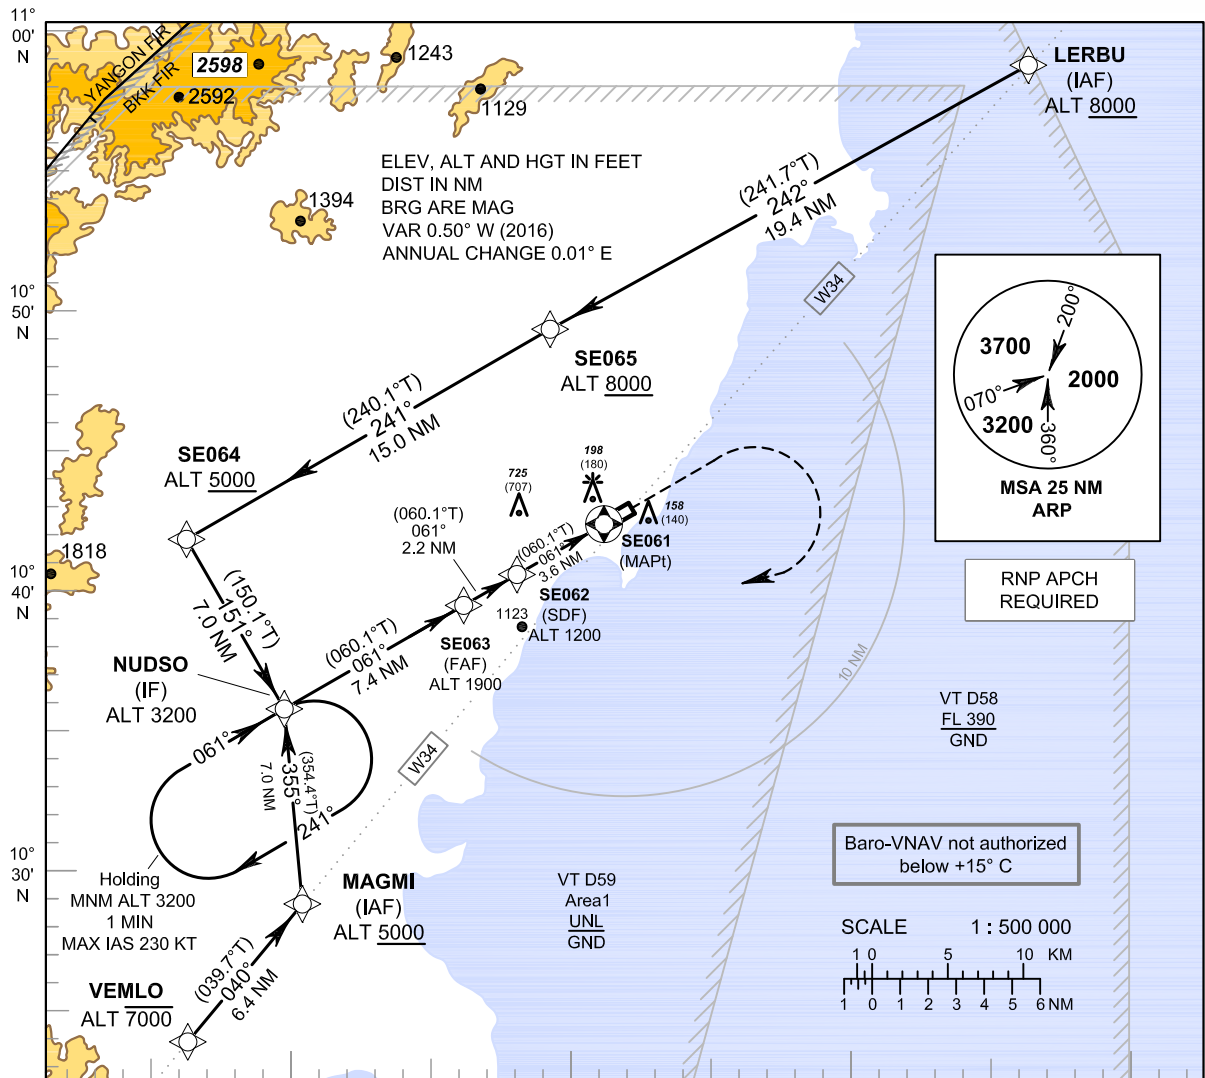 11°
00'
N
YANGON FIR
BKK FIR
2598
2592
1243
1129
1394
ELEV, ALT AND HGT IN FEET
DIST IN NM
BRG ARE MAG
VAR 0.50° W (2016)
ANNUAL CHANGE 0.01° E
LERBU
(IAF)
ALT 8000
(241.7°T)
242°
19.4 NM
W34
10°
50'
N
SE065
ALT 8000
(240.1°T)
241°
15.0 NM
SE064
ALT 5000
200°
3700
2000
070°
3200
360°
MSA 25 NM
ARP
725
(707)
198
(180)
158
(140)
(060.1°T)
061°
2.2 NM
(060.1°T)
061°
3.6 NM
SE061
(MAPt)
1818
10°
40'
N
RNP APCH
REQUIRED
SE062
(SDF)
ALT 1200
1123
SE063
(FAF)
ALT 1900
(150.1°T)
151°
7.0 NM
(060.1°T)
061°
7.4 NM
NUDSO
(IF)
ALT 3200
10 NM
VT D58
FL 390
GND
061°
(354.4°T)
355°
7.0 NM
241°
W34
10°
30'
N
Holding
MNM ALT 3200
1 MIN
MAX IAS 230 KT
MAGMI
(IAF)
ALT 5000
Baro-VNAV not authorized
below +15° C
VT D59
Area1
UNL
GND
SCALE 1 : 500 000
1 0 5 10 KM
1 0 1 2 3 4 5 6 NM
(039.7°T)
040°
6.4 NM
VEMLO
ALT 7000